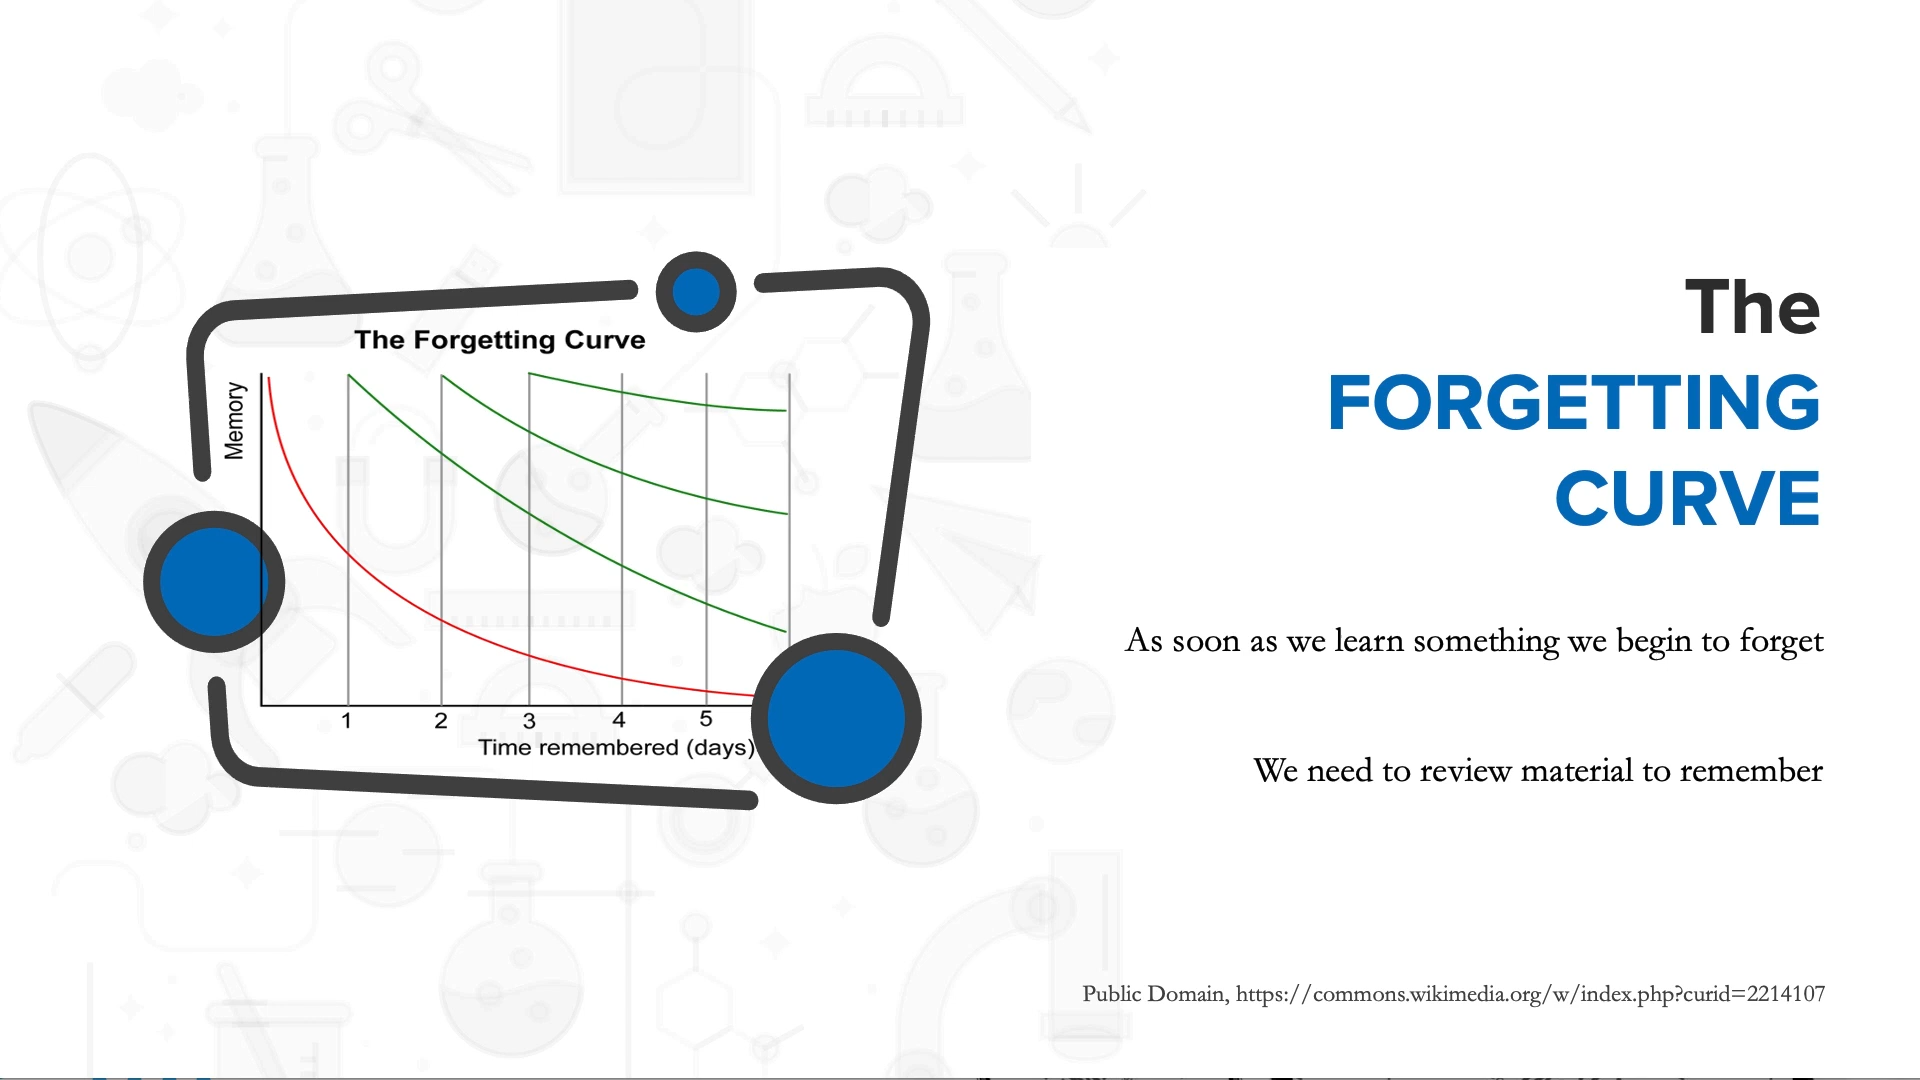 The Forgetting Curve
Memory
1 2 3 4 5
Time remembered (days)
The
FORGETTING
CURVE
As soon as we learn something we begin to forget
We need to review material to remember
Public Domain, https://commons.wikimedia.org/w/index.php?curid=2214107